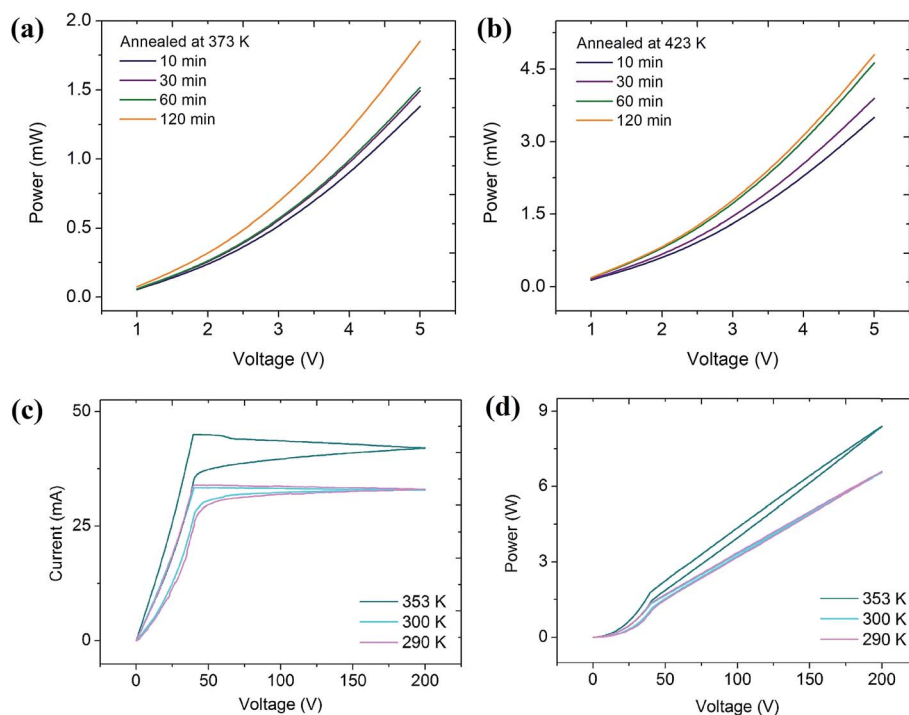 (a)
Annealed at 373 K
10 min
30 min
60 min
120 min
2.0
1.5
1.0
0.5
0.0
Power (mW)
1 2 3 4 5
Voltage (V)
(b)
Annealed at 423 K
10 min
30 min
60 min
120 min
4.5
3.0
1.5
0.0
Power (mW)
1 2 3 4 5
Voltage (V)
(c)
50
25
0
Current (mA)
353 K
300 K
290 K
0 50 100 150 200
Voltage (V)
(d)
9
6
3
0
Power (W)
353 K
300 K
290 K
0 50 100 150 200
Voltage (V)